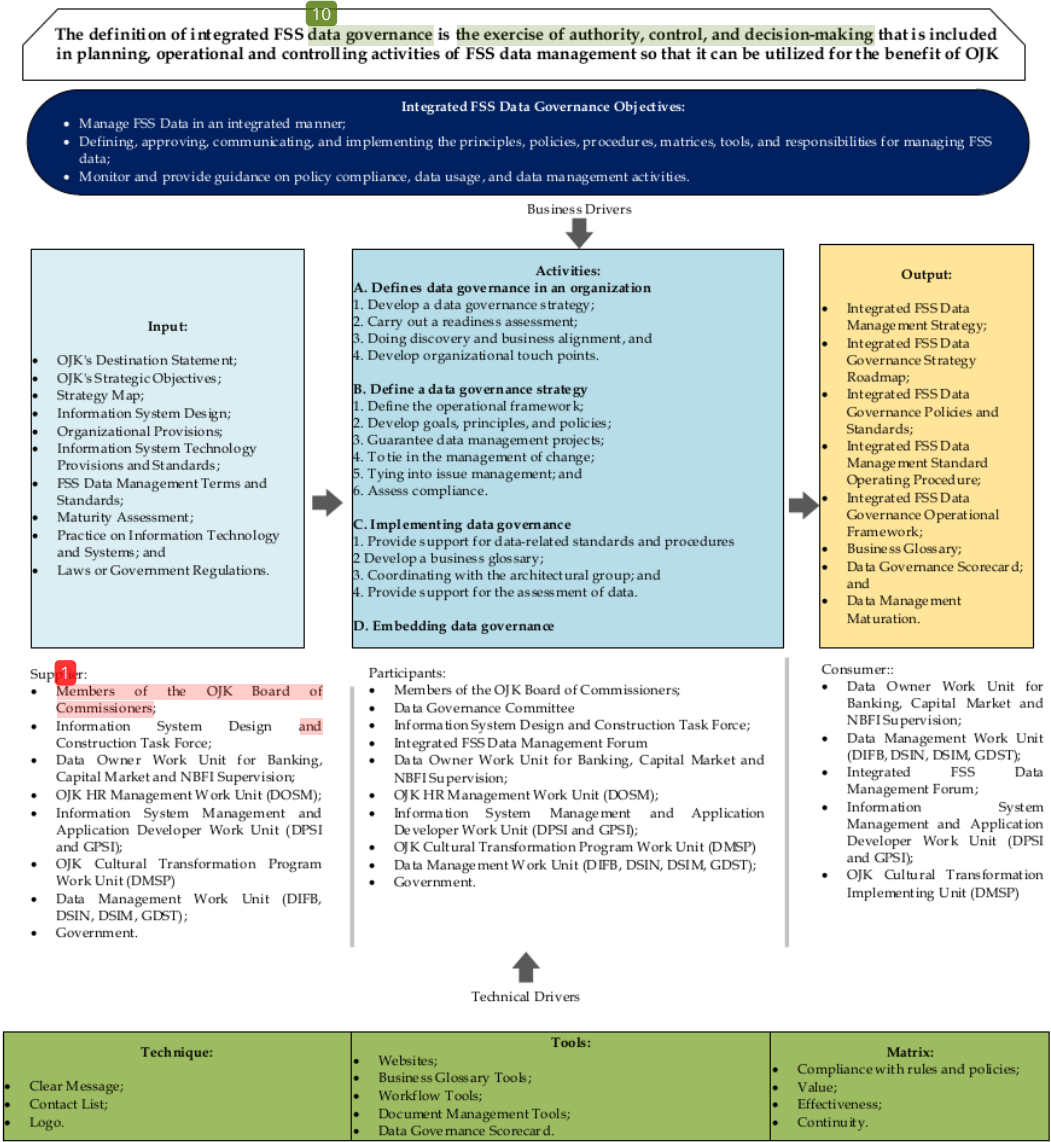 10
The definition of integrated FSS data governance is the exercise of authority, control, and decision-making that is included
in planning, operational and controlling activities of FSS data management so that it can be utilized for the benefit of OJK
Integrated FSS Data Governance Objectives:
• Manage FSS Data in an integrated manner;
• Defining, approving, communicating, and implementing the principles, policies, procedures, matrices, tools, and responsibilities for managing FSS
data;
• Monitor and provide guidance on policy compliance, data usage, and data management activities.
Business Drivers
Input:
• OJK's Destination Statement;
• OJK's Strategic Objectives;
• Strategy Map;
• Information System Design;
• Organizational Provisions;
• Information System Technology
Provisions and Standards;
• FSS Data Management Terms and
Standards;
• Maturity Assessment;
• Practice on Information Technology
and Systems; and
• Laws or Government Regulations.
Activities:
A. Defines data governance in an organization
1. Develop a data governance strategy;
2. Carry out a readiness assessment;
3. Doing discovery and business alignment, and
4. Develop organizational touch points.
B. Define a data governance strategy
1. Define the operational framework;
2. Develop goals, principles, and policies;
3. Guarantee data management projects;
4. To tie in the management of change;
5. Tying into issue management; and
6. Assess compliance.
C. Implementing data governance
1. Provide support for data-related standards and procedures
2 Develop a business glossary;
3. Coordinating with the architectural group; and
4. Provide support for the assessment of data.
D. Embedding data governance
Output:
• Integrated FSS Data
Management Strategy;
• Integrated FSS Data
Governance Strategy
Roadmap;
• Integrated FSS Data
Governance Policies and
Standards;
• Integrated FSS Data
Management Standard
Operating Procedure;
• Integrated FSS Data
Governance Operational
Framework;
• Business Glossary;
• Data Governance Scorecard;
and
• Data Management
Maturation.
Supplier:
1
• Members of the OJK Board of
Commissioners;
• Information System Design and
Construction Task Force;
• Data Owner Work Unit for Banking,
Capital Market and NBFI Supervision;
• OJK HR Management Work Unit (DOSM);
• Information System Management and
Application Developer Work Unit (DPSI
and GPSI);
• OJK Cultural Transformation Program
Work Unit (DMSP)
• Data Management Work Unit (DIFB,
DSIN, DSIM, GDST);
• Government.
Participants:
• Members of the OJK Board of Commissioners;
• Data Governance Committee
• Information System Design and Construction Task Force;
• Integrated FSS Data Management Forum
• Data Owner Work Unit for Banking, Capital Market and
NBFI Supervision;
• OJK HR Management Work Unit (DOSM);
• Information System Management and Application
Developer Work Unit (DPSI and GPSI);
• OJK Cultural Transformation Program Work Unit (DMSP)
• Data Management Work Unit (DIFB, DSIN, DSIM, GDST);
• Government.
Consumer::
• Data Owner Work Unit for
Banking, Capital Market and
NBFI Supervision;
• Data Management Work Unit
(DIFB, DSIN, DSIM, GDST);
• Integrated FSS Data
Management Forum;
• Information System
Management and Application
Developer Work Unit (DPSI
and GPSI);
• OJK Cultural Transformation
Implementing Unit (DMSP)
Technical Drivers
Technique:
• Clear Message;
• Contact List;
• Logo.
Tools:
• Websites;
• Business Glossary Tools;
• Workflow Tools;
• Document Management Tools;
• Data Governance Scorecard.
Matrix:
• Compliance with rules and policies;
• Value;
• Effectiveness;
• Continuity.